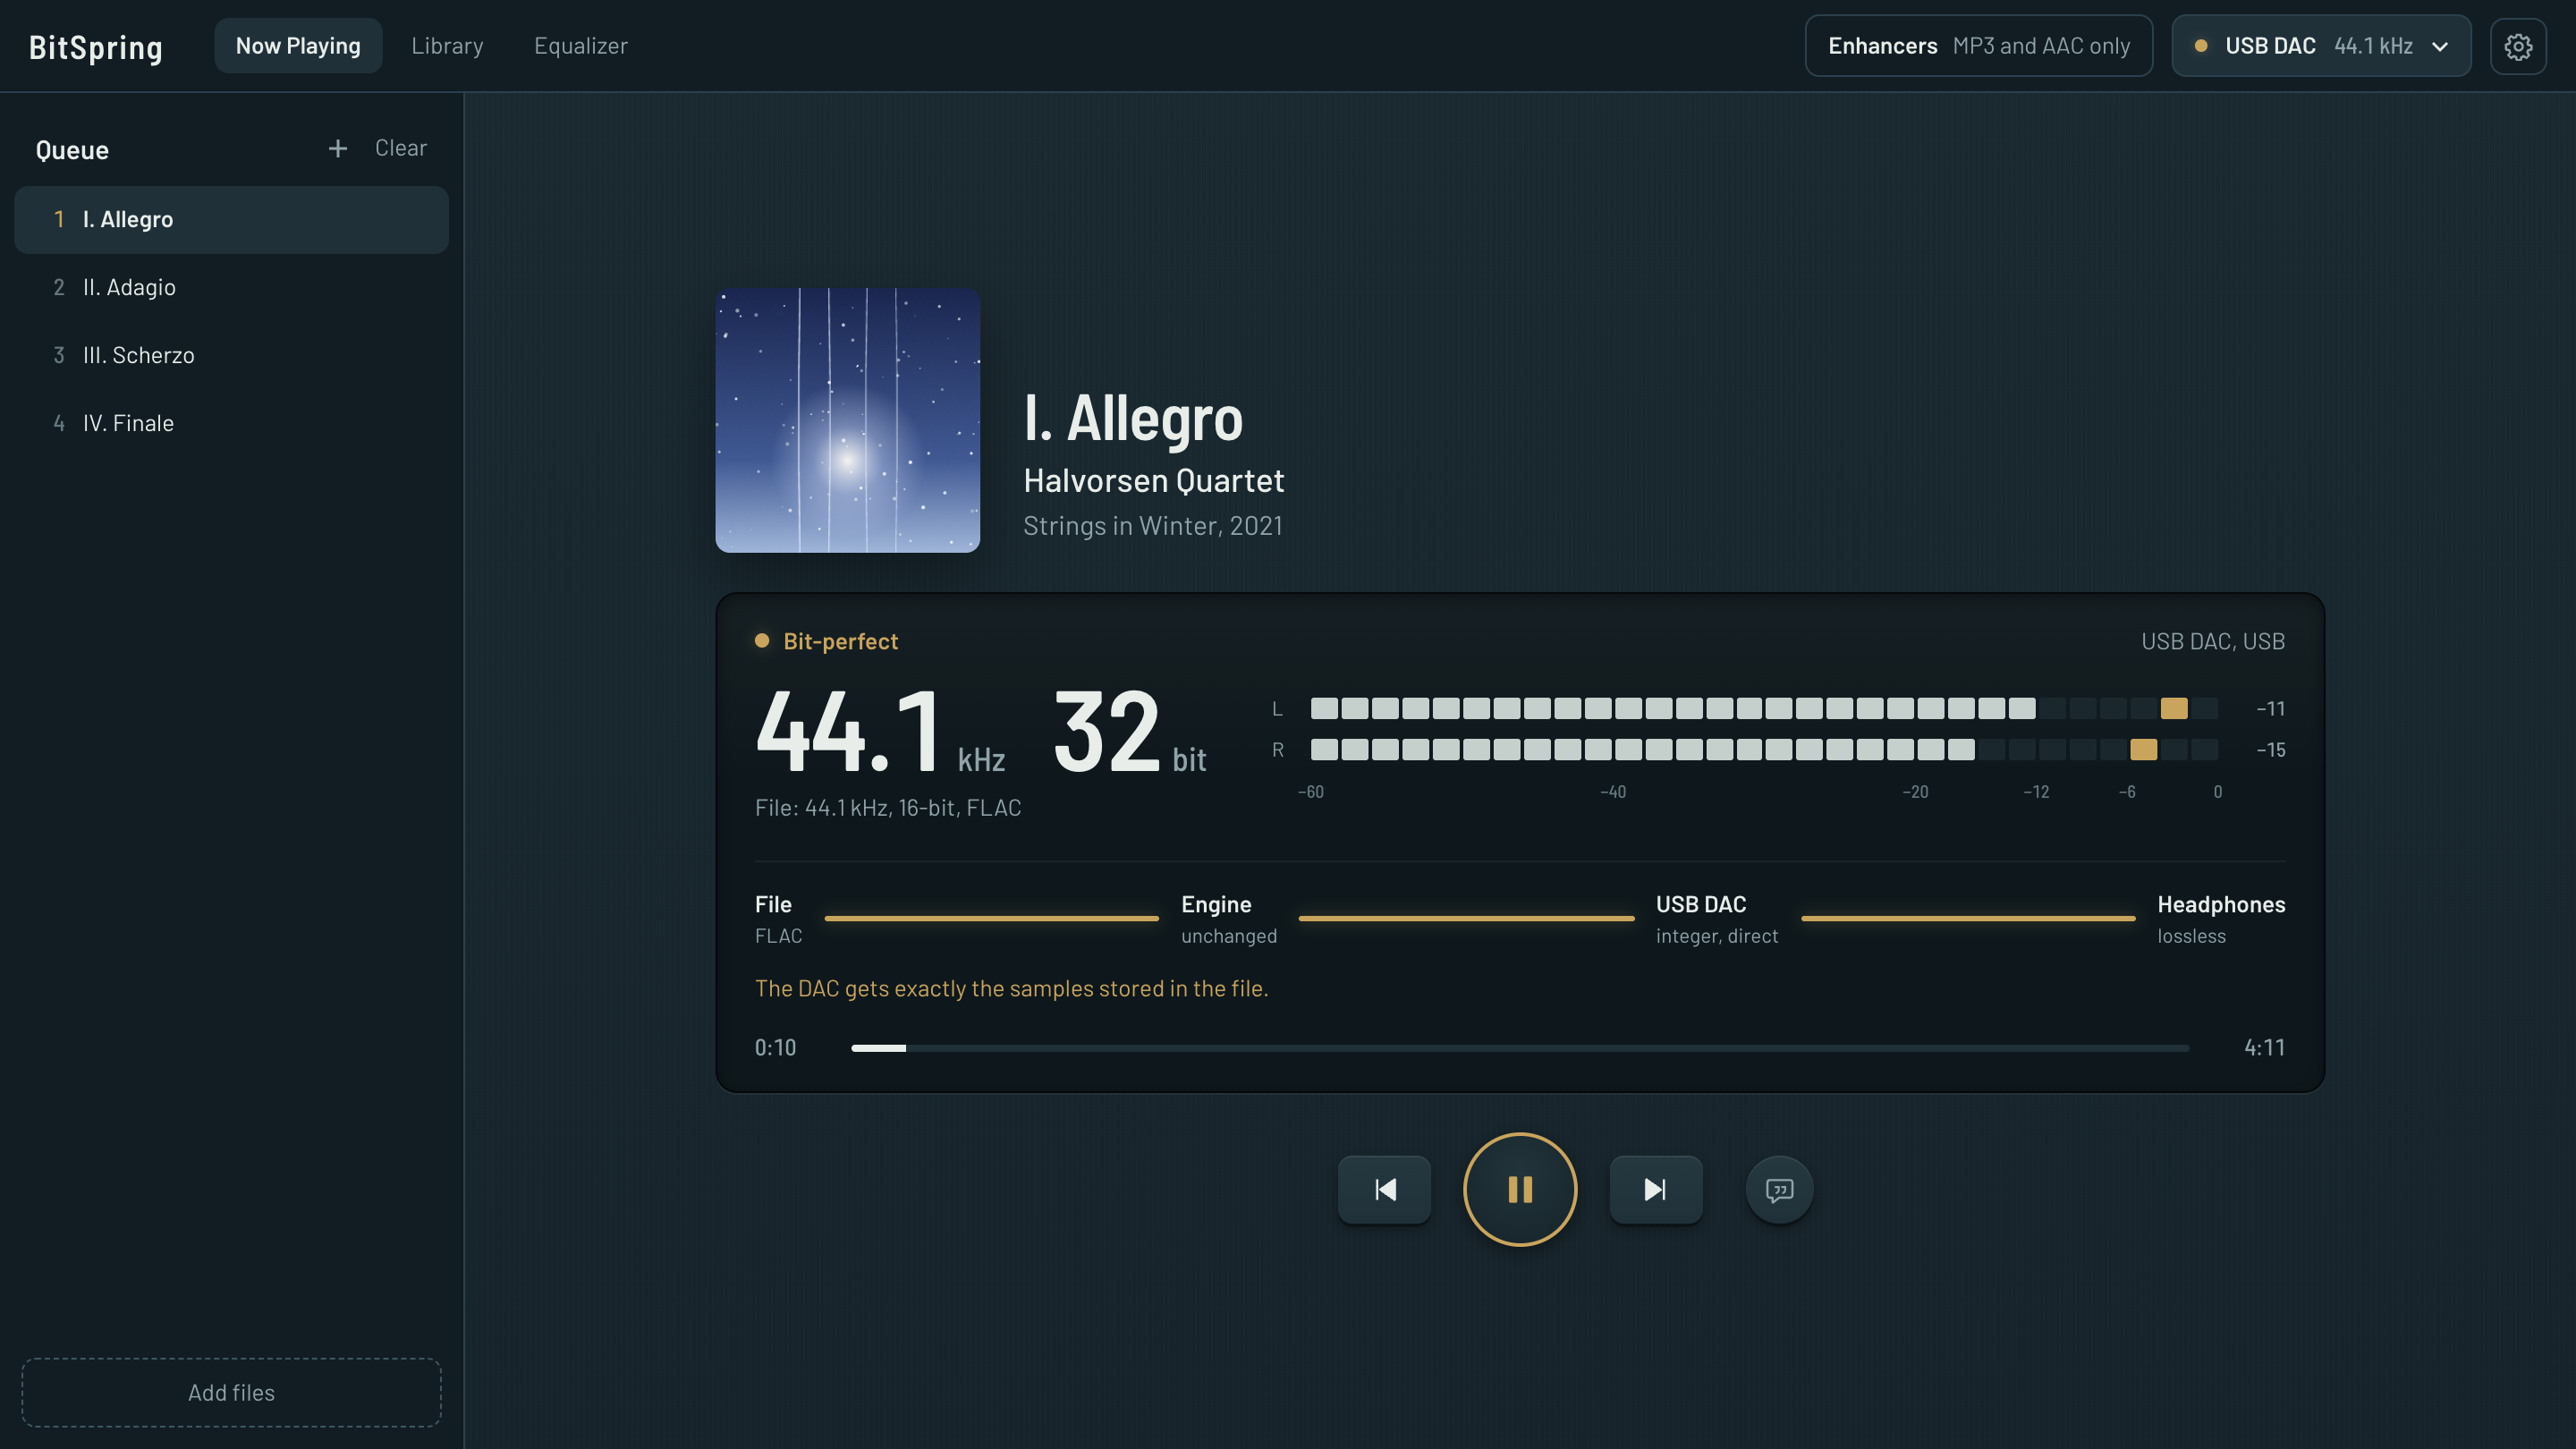 BitSpring
Now Playing
Library
Equalizer
Enhancers MP3 and AAC only
USB DAC 44.1 kHz
Queue
Clear
1 I. Allegro
2 II. Adagio
3 III. Scherzo
4 IV. Finale
Add files
I. Allegro
Halvorsen Quartet
Strings in Winter, 2021
Bit-perfect
USB DAC, USB
44.1 kHz 32 bit
File: 44.1 kHz, 16-bit, FLAC
L −11
R −15
−60 −40 −20 −12 −6 0
File
FLAC
Engine
unchanged
USB DAC
integer, direct
Headphones
lossless
The DAC gets exactly the samples stored in the file.
0:10 4:11